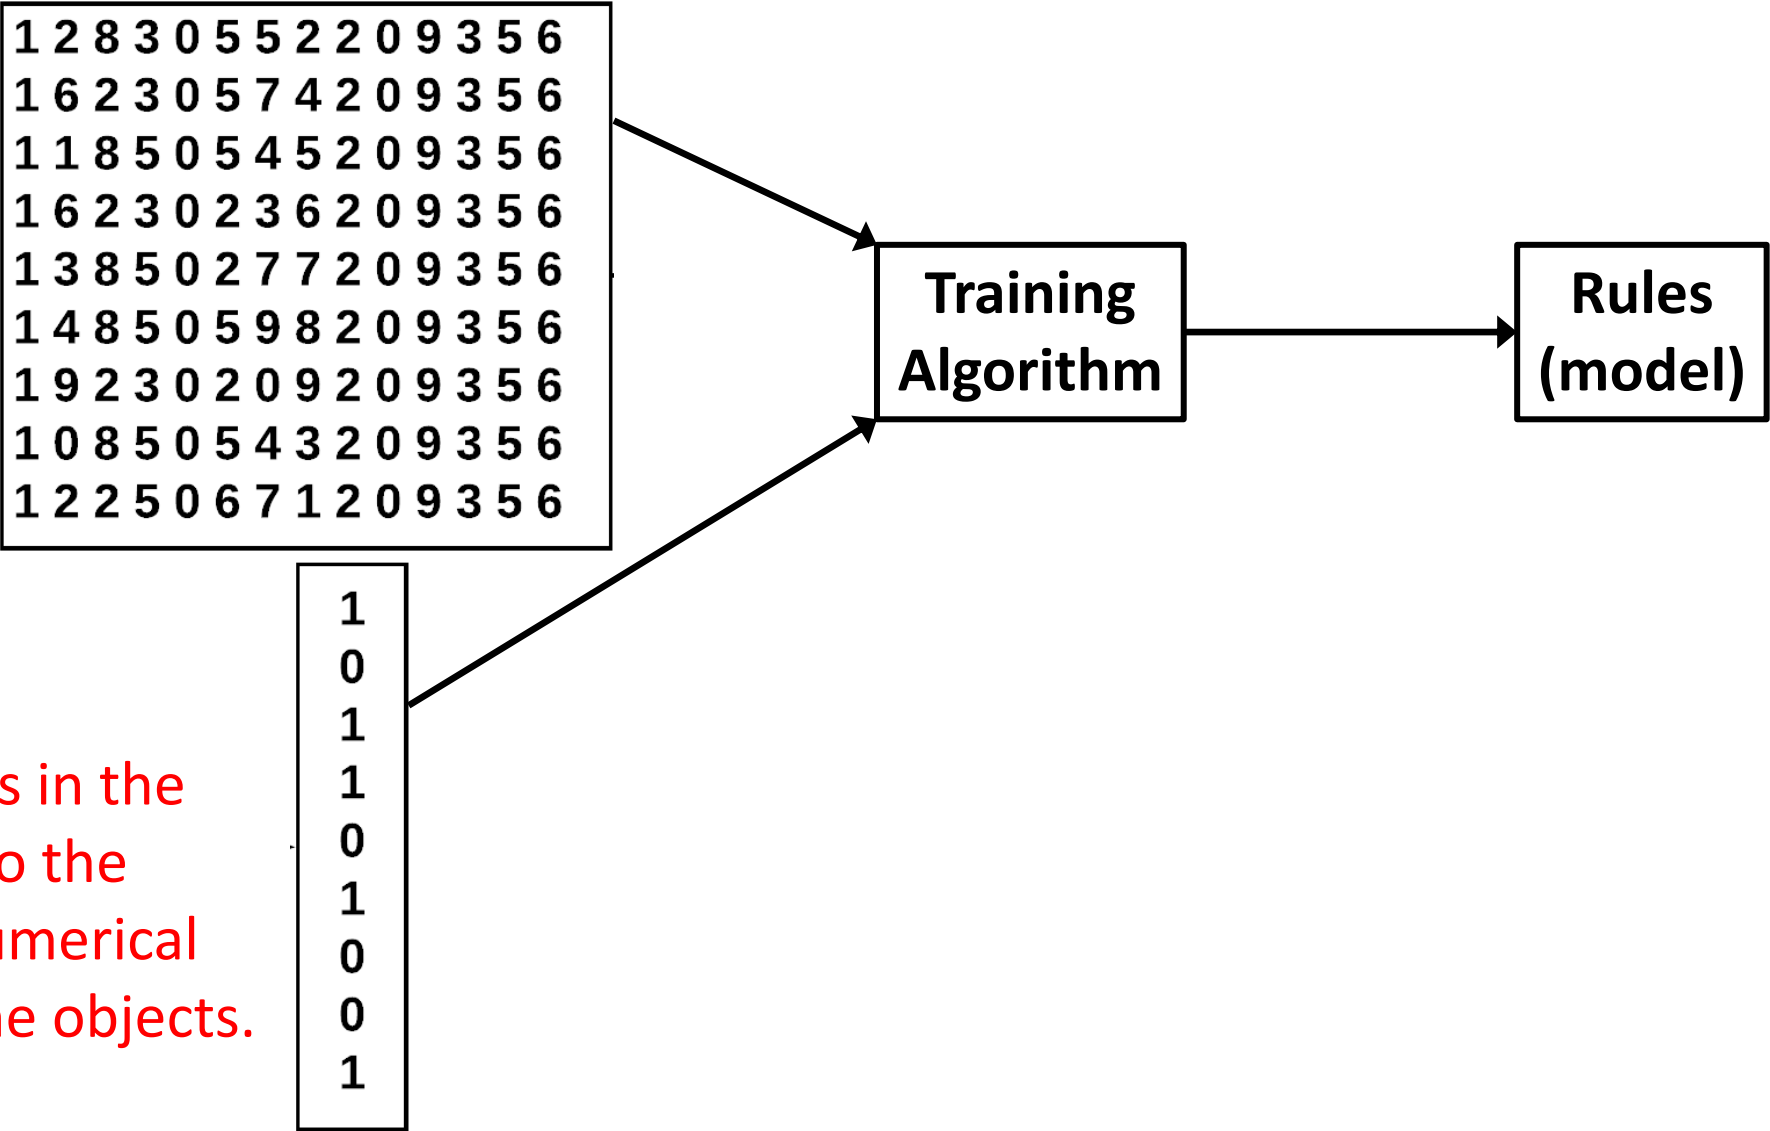 1 2 8 3 0 5 5 2 2 0 9 3 5 6
1 6 2 3 0 5 7 4 2 0 9 3 5 6
1 1 8 5 0 5 4 5 2 0 9 3 5 6
1 6 2 3 0 2 3 6 2 0 9 3 5 6
1 3 8 5 0 2 7 7 2 0 9 3 5 6
1 4 8 5 0 5 9 8 2 0 9 3 5 6
1 9 2 3 0 2 0 9 2 0 9 3 5 6
1 0 8 5 0 5 4 3 2 0 9 3 5 6
1 2 2 5 0 6 7 1 2 0 9 3 5 6
Training
Algorithm
Rules
(model)
1
0
1
1
0
1
0
0
1
in the
the
objects.